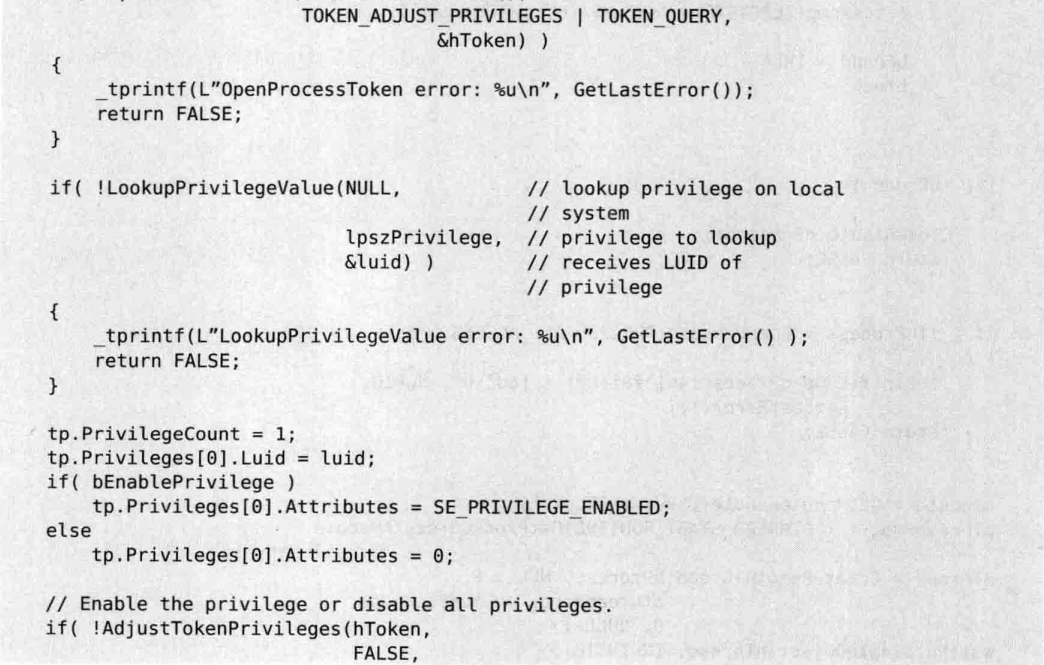 TOKEN_ADJUST_PRIVILEGES | TOKEN_QUERY,
&hToken) )
{
_tprintf(L"OpenProcessToken error: %u\n", GetLastError());
return FALSE;
}
if( !LookupPrivilegeValue(NULL, // lookup privilege on local
// system
lpszPrivilege, // privilege to lookup
&luid) ) // receives LUID of
// privilege
{
_tprintf(L"LookupPrivilegeValue error: %u\n", GetLastError() );
return FALSE;
}
tp.PrivilegeCount = 1;
tp.Privileges[0].Luid = luid;
if( bEnablePrivilege )
tp.Privileges[0].Attributes = SE_PRIVILEGE_ENABLED;
else
tp.Privileges[0].Attributes = 0;
// Enable the privilege or disable all privileges.
if( !AdjustTokenPrivileges(hToken,
FALSE,